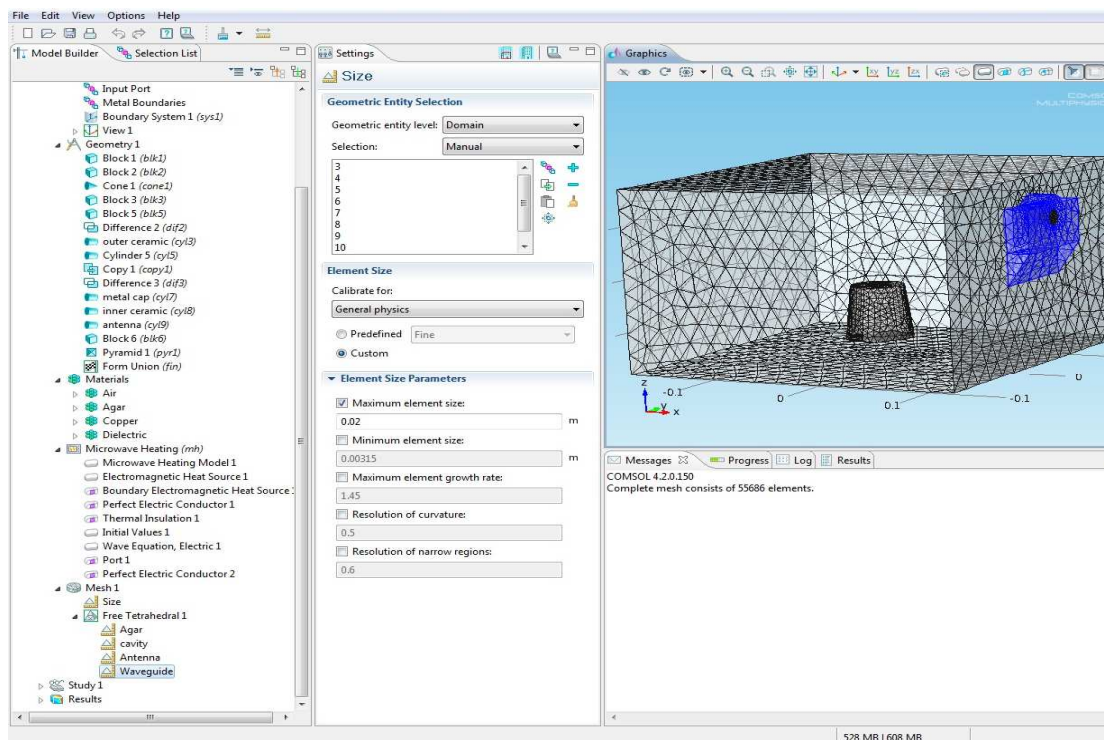 File Edit View Options Help
Model Builder Selection List
Input Port
Metal Boundaries
Boundary System 1 (sys1)
View 1
Geometry 1
Block 1 (blk1)
Block 2 (blk2)
Cone 1 (cone1)
Block 3 (blk3)
Block 5 (blk5)
Difference 2 (dif2)
outer ceramic (cyl3)
Cylinder 5 (cyl5)
Copy 1 (copy1)
Difference 3 (dif3)
metal cap (cyl7)
inner ceramic (cyl8)
antenna (cyl9)
Block 6 (blk6)
Pyramid 1 (pyr1)
Form Union (fin)
Materials
Air
Agar
Copper
Dielectric
Microwave Heating (mh)
Microwave Heating Model 1
Electromagnetic Heat Source 1
Boundary Electromagnetic Heat Source
Perfect Electric Conductor 1
Thermal Insulation 1
Initial Values 1
Wave Equation, Electric 1
Port 1
Perfect Electric Conductor 2
Mesh 1
Size
Free Tetrahedral 1
Agar
cavity
Antenna
Waveguide
Study 1
Results
Settings
Size
Geometric Entity Selection
Geometric entity level: Domain
Selection: Manual
3
4
5
6
7
8
9
10
Element Size
Calibrate for:
General physics
Predefined Fine
Custom
Element Size Parameters
Maximum element size:
0.02 m
Minimum element size:
0.00315 m
Maximum element growth rate:
1.45
Resolution of curvature:
0.5
Resolution of narrow regions:
0.6
Graphics
xy yz zx
COMSO
MULTIPHYSIC
z
y
x
-0.1
0
0.1
-0.1
0
Messages Progress Log Results
COMSOL 4.2.0.150
Complete mesh consists of 55686 elements.
528 MB | 608 MB